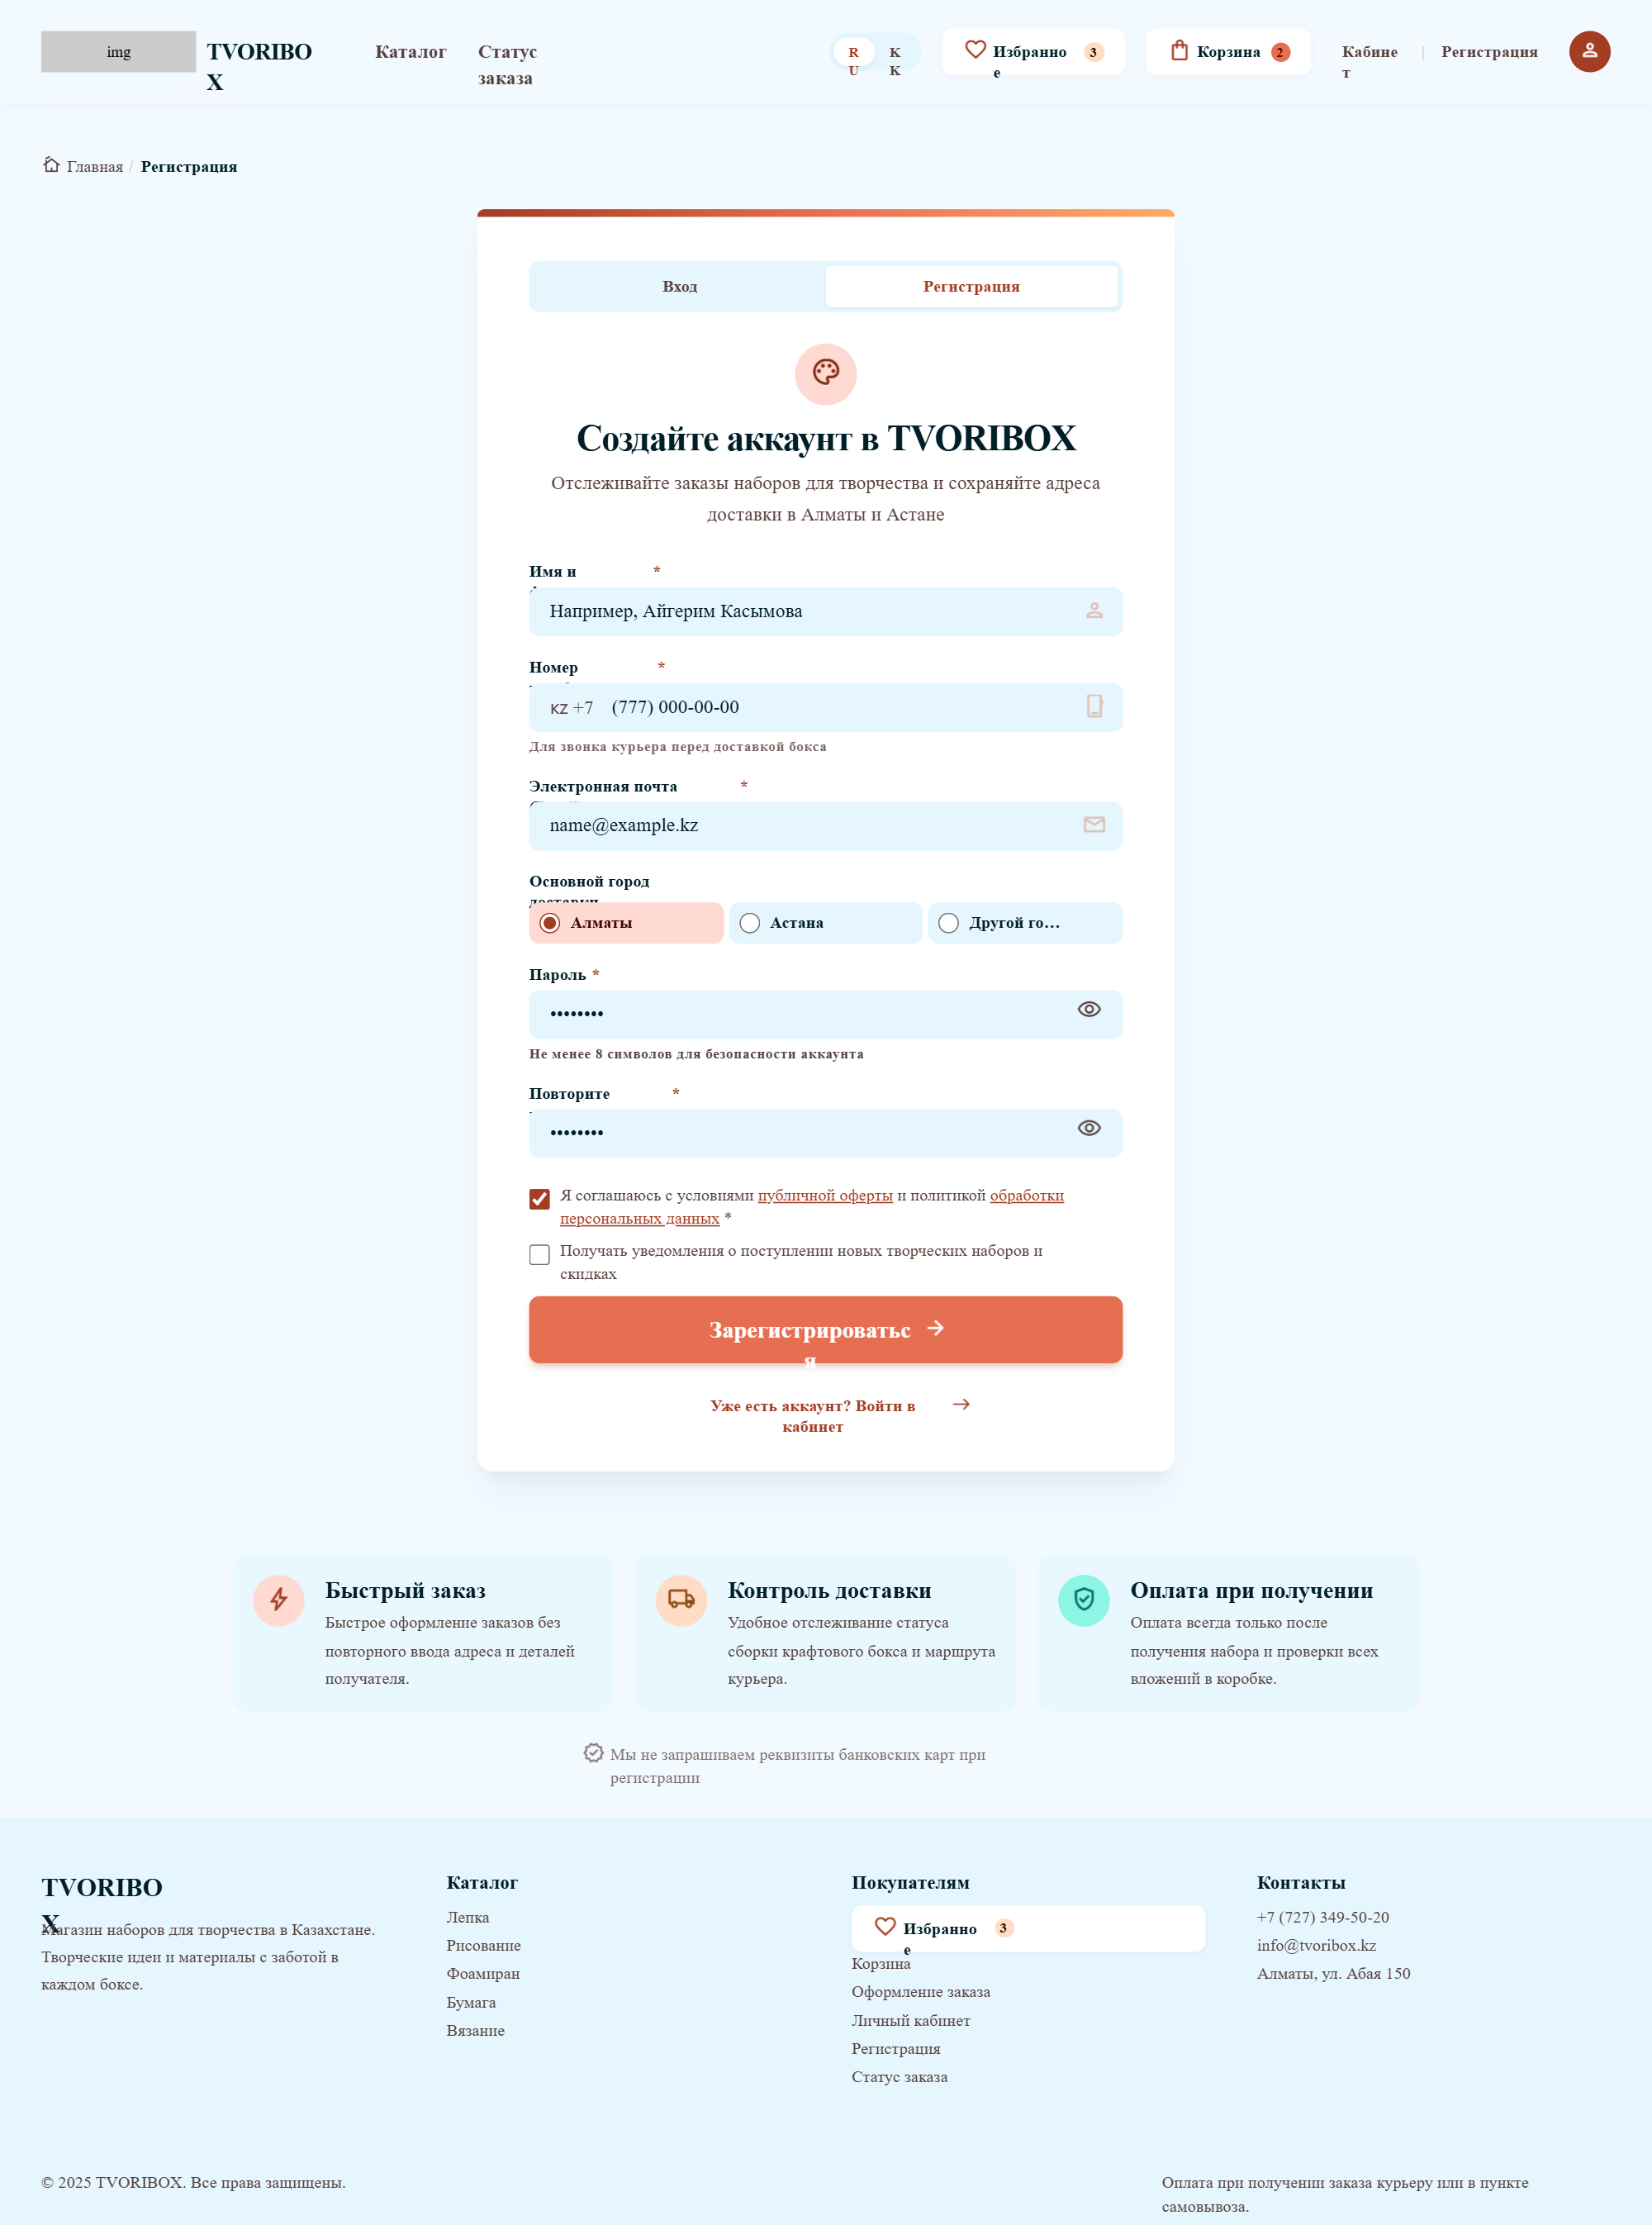 img
TVORIBO
X
Каталог
Статус
заказа
R
U
K
K
Избранно
е
3
Корзина
2
Кабине
т
|
Регистрация
Главная / Регистрация
Вход
Регистрация
Создайте аккаунт в TVORIBOX
Отслеживайте заказы наборов для творчества и сохраняйте адреса
доставки в Алматы и Астане
Имя и *
Например, Айгерим Касымова
Номер *
KZ +7 (777) 000-00-00
Для звонка курьера перед доставкой бокса
Электронная почта *
name@example.kz
Основной город
доставки
Алматы
Астана
Другой го…
Пароль *
••••••••
Не менее 8 символов для безопасности аккаунта
Повторите *
••••••••
Я соглашаюсь с условиями публичной оферты и политикой обработки
персональных данных *
Получать уведомления о поступлении новых творческих наборов и
скидках
Зарегистрироватьс
я
Уже есть аккаунт? Войти в
кабинет
Быстрый заказ
Быстрое оформление заказов без
повторного ввода адреса и деталей
получателя.
Контроль доставки
Удобное отслеживание статуса
сборки крафтового бокса и маршрута
курьера.
Оплата при получении
Оплата всегда только после
получения набора и проверки всех
вложений в коробке.
Мы не запрашиваем реквизиты банковских карт при
регистрации
TVORIBO
X
Магазин наборов для творчества в Казахстане.
Творческие идеи и материалы с заботой в
каждом боксе.
Каталог
Лепка
Рисование
Фоамиран
Бумага
Вязание
Покупателям
Избранно
е
3
Корзина
Оформление заказа
Личный кабинет
Регистрация
Статус заказа
Контакты
+7 (727) 349-50-20
info@tvoribox.kz
Алматы, ул. Абая 150
© 2025 TVORIBOX. Все права защищены.
Оплата при получении заказа курьеру или в пункте
самовывоза.